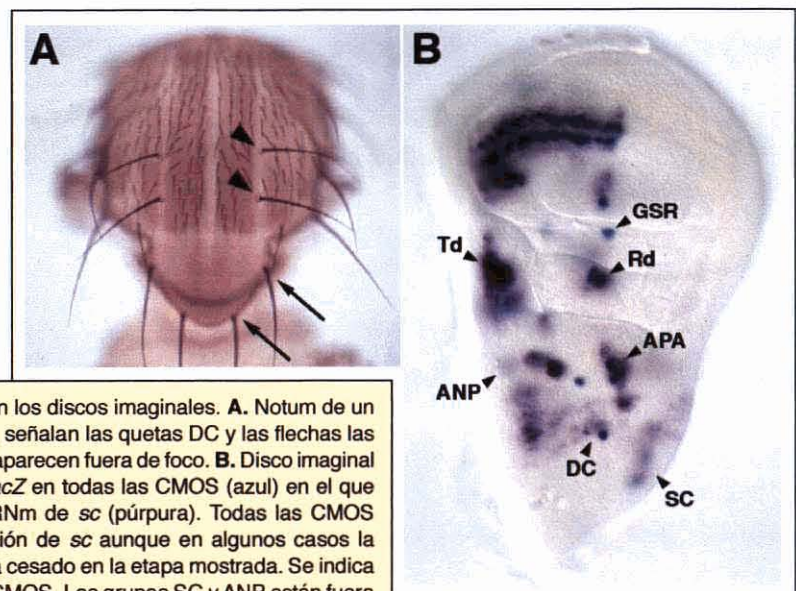 A
B
GSR
Td
Rd
APA
ANP
DC
SC
n los discos imaginales. A. Notum de un
señalan las quetas DC y las flechas las
aparecen fuera de foco. B. Disco imaginal
acZ en todas las CMOS (azul) en el que
RNm de sc (púrpura). Todas las CMOS
ión de sc aunque en algunos casos la
a cesado en la etapa mostrada. Se indica
CMOS. Los grupos SC y ANP están fuera